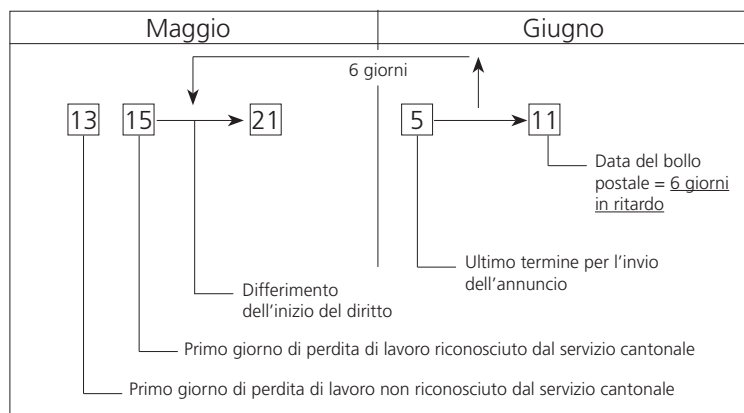 Maggio
Giugno
6 giorni
13
15
21
5
11
Data del bollo
postale = 6 giorni
in ritardo
Ultimo termine per l'invio
dell'annuncio
Differimento
dell'inizio del diritto
Primo giorno di perdita di lavoro riconosciuto dal servizio cantonale
Primo giorno di perdita di lavoro non riconosciuto dal servizio cantonale